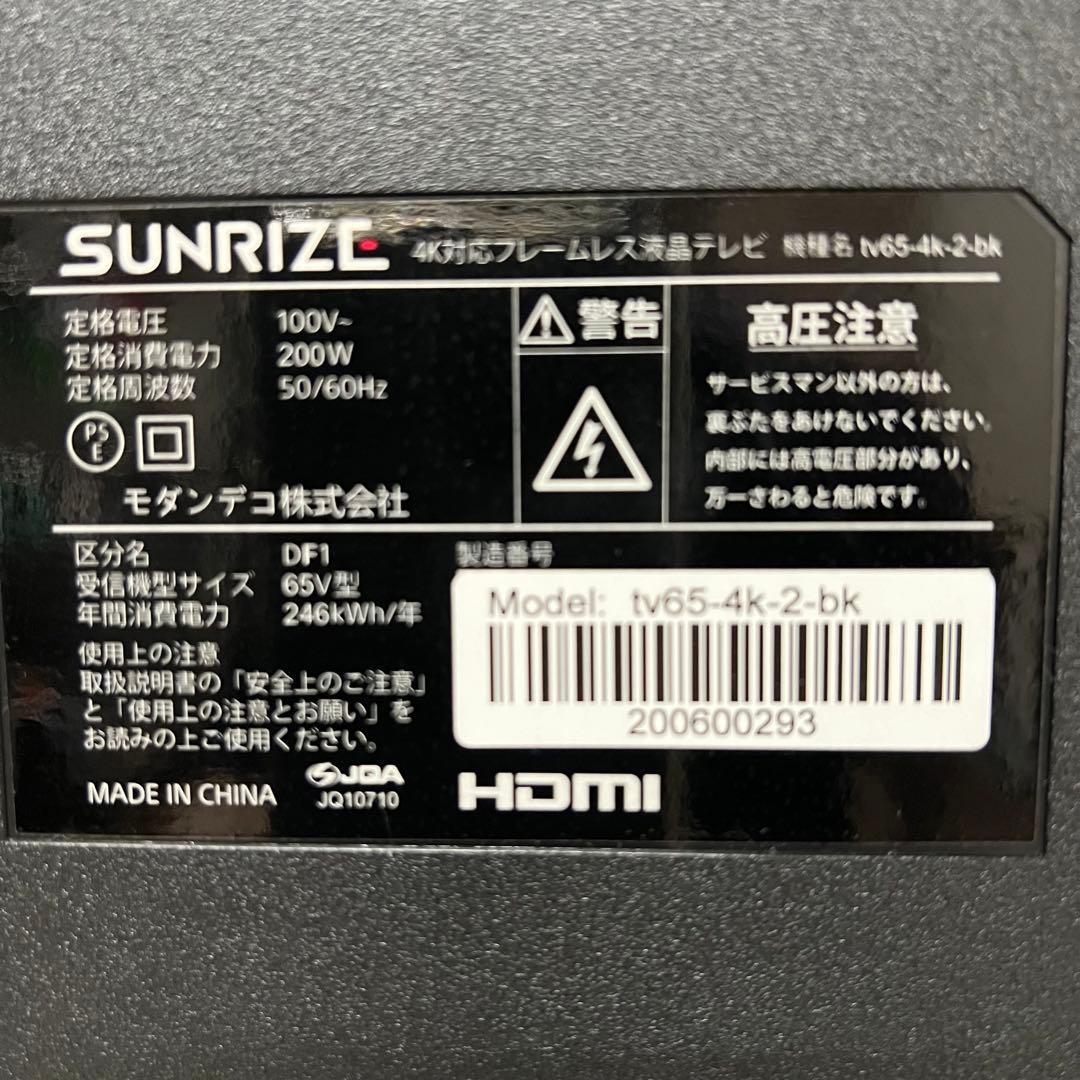 SUNRIZE 4K対応フレームレス液晶テレビ 機種名 tv65-4k-2-bk
定格電圧 100V~
定格消費電力 200W
定格周波数 50/60Hz
PSE
モダンデコ株式会社
警告
高圧注意
サービスマン以外の方は、
裏ぶたをあけないでください。
内部には高電圧部分があり、
万一さわると危険です。
区分名 DF1
受信機型サイズ 65V型
年間消費電力 246kWh/年
使用上の注意
取扱説明書の「安全上のご注意」
と「使用上の注意とお願い」を
お読みの上ご使用ください。
MADE IN CHINA
JQA
JQ10710
製造番号
Model: tv65-4k-2-bk
200600293
HDMI